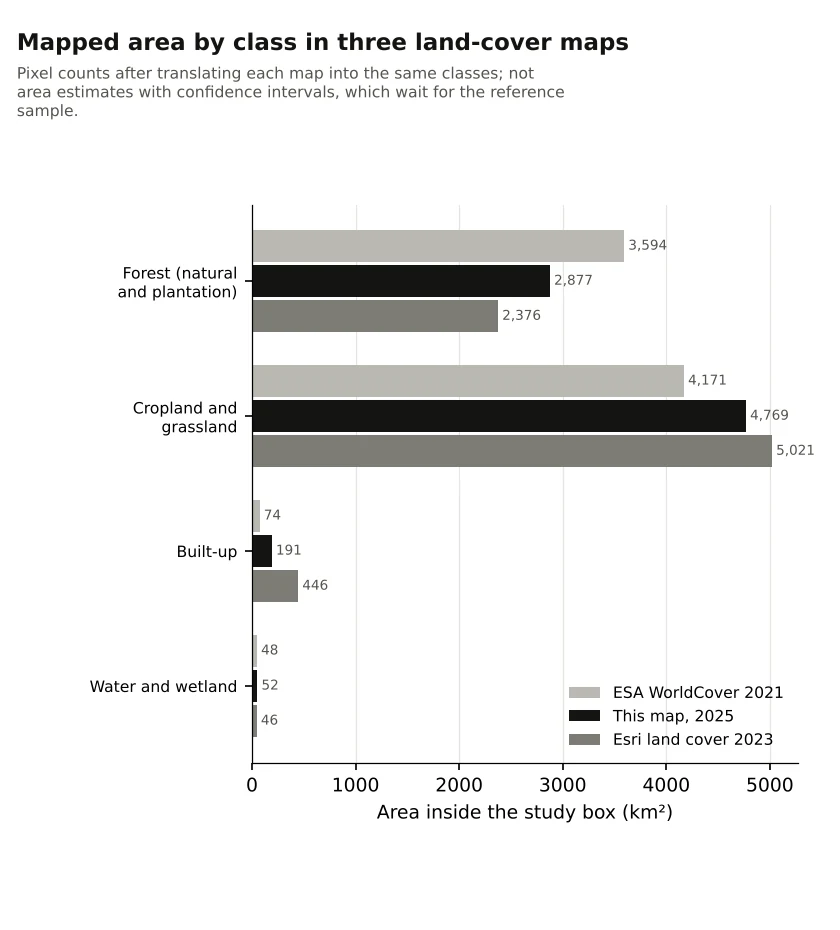 Mapped area by class in three land-cover maps
Pixel counts after translating each map into the same classes; not
area estimates with confidence intervals, which wait for the reference
sample.
Forest (natural
and plantation)
3,594
2,877
2,376
Cropland and
grassland
4,171
4,769
5,021
Built-up
74
191
446
Water and wetland
48
52
46
ESA WorldCover 2021
This map, 2025
Esri land cover 2023
0 1000 2000 3000 4000 5000
Area inside the study box (km²)